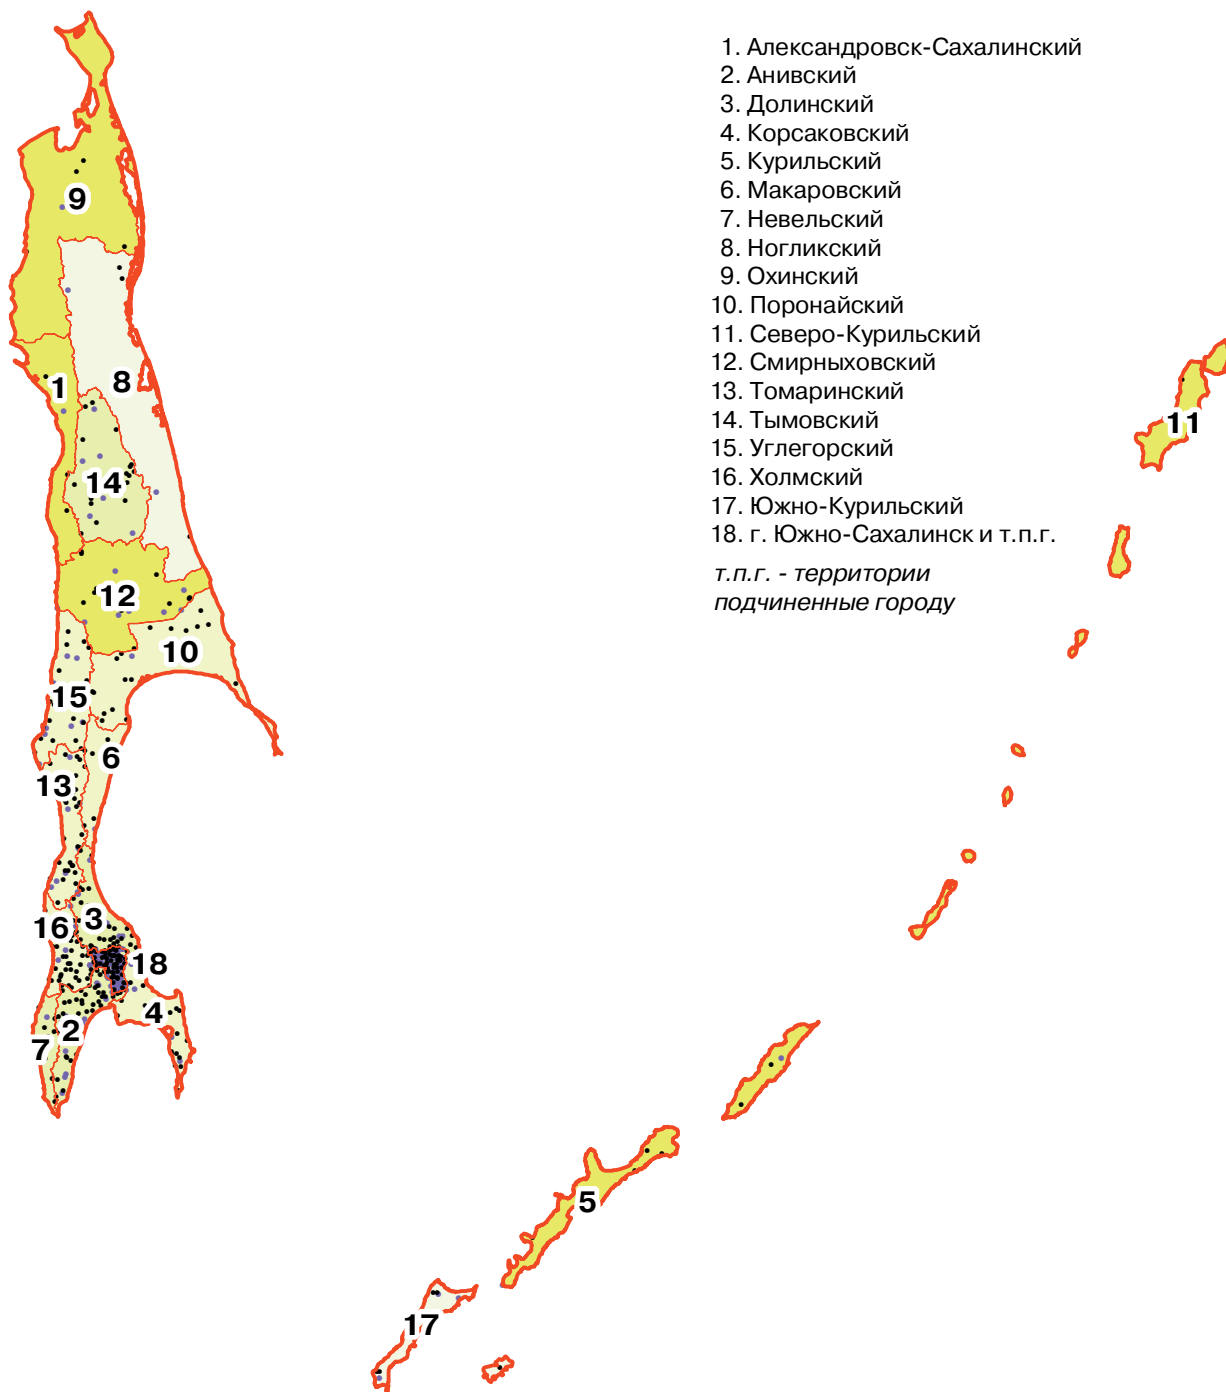 1. Александровск-Сахалинский
2. Анивский
3. Долинский
4. Корсаковский
5. Курильский
6. Макаровский
7. Невельский
8. Ногликский
9. Охинский
10. Поронайский
11. Северо-Курильский
12. Смирныховский
13. Томаринский
14. Тымовский
15. Углегорский
16. Холмский
17. Южно-Курильский
18. г. Южно-Сахалинск и т.п.г.
т.п.г. - территории
подчиненные городу
9
8
1
11
14
12
10
15
6
13
3
16
18
4
2
7
5
17